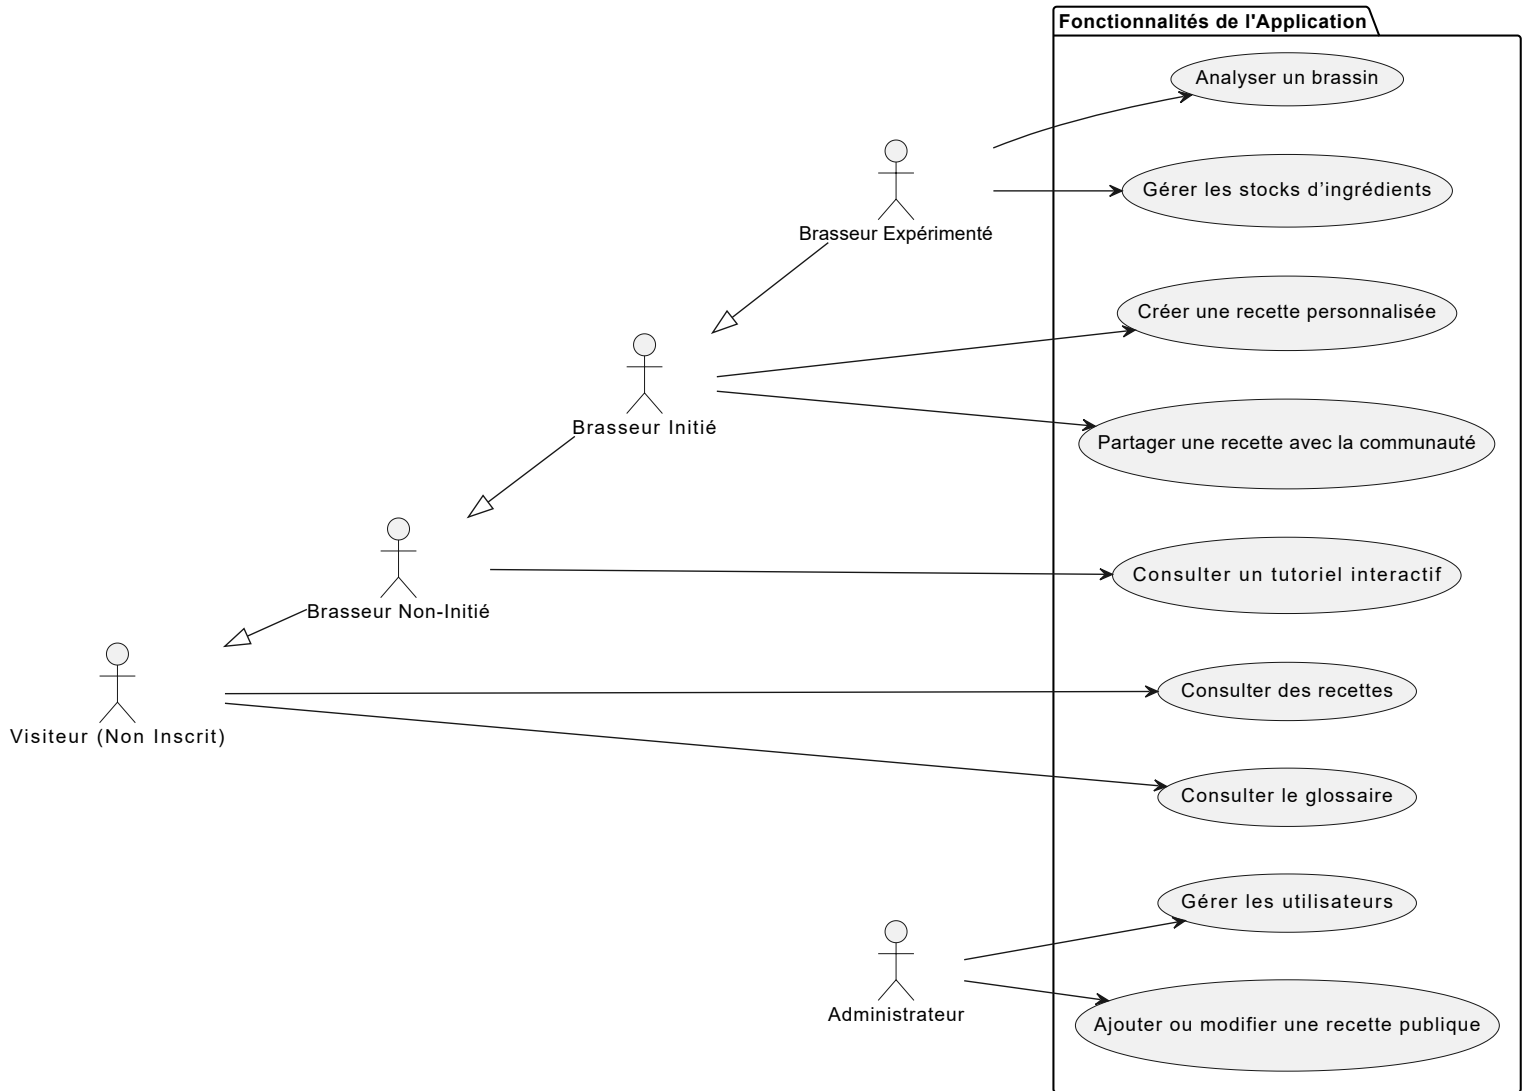 Fonctionnalités de l'Application
Analyser un brassin
Gérer les stocks d’ingrédients
Brasseur Expérimenté
Créer une recette personnalisée
Brasseur Initié
Partager une recette avec la communauté
Consulter un tutoriel interactif
Brasseur Non-Initié
Consulter des recettes
Visiteur (Non Inscrit)
Consulter le glossaire
Gérer les utilisateurs
Administrateur
Ajouter ou modifier une recette publique